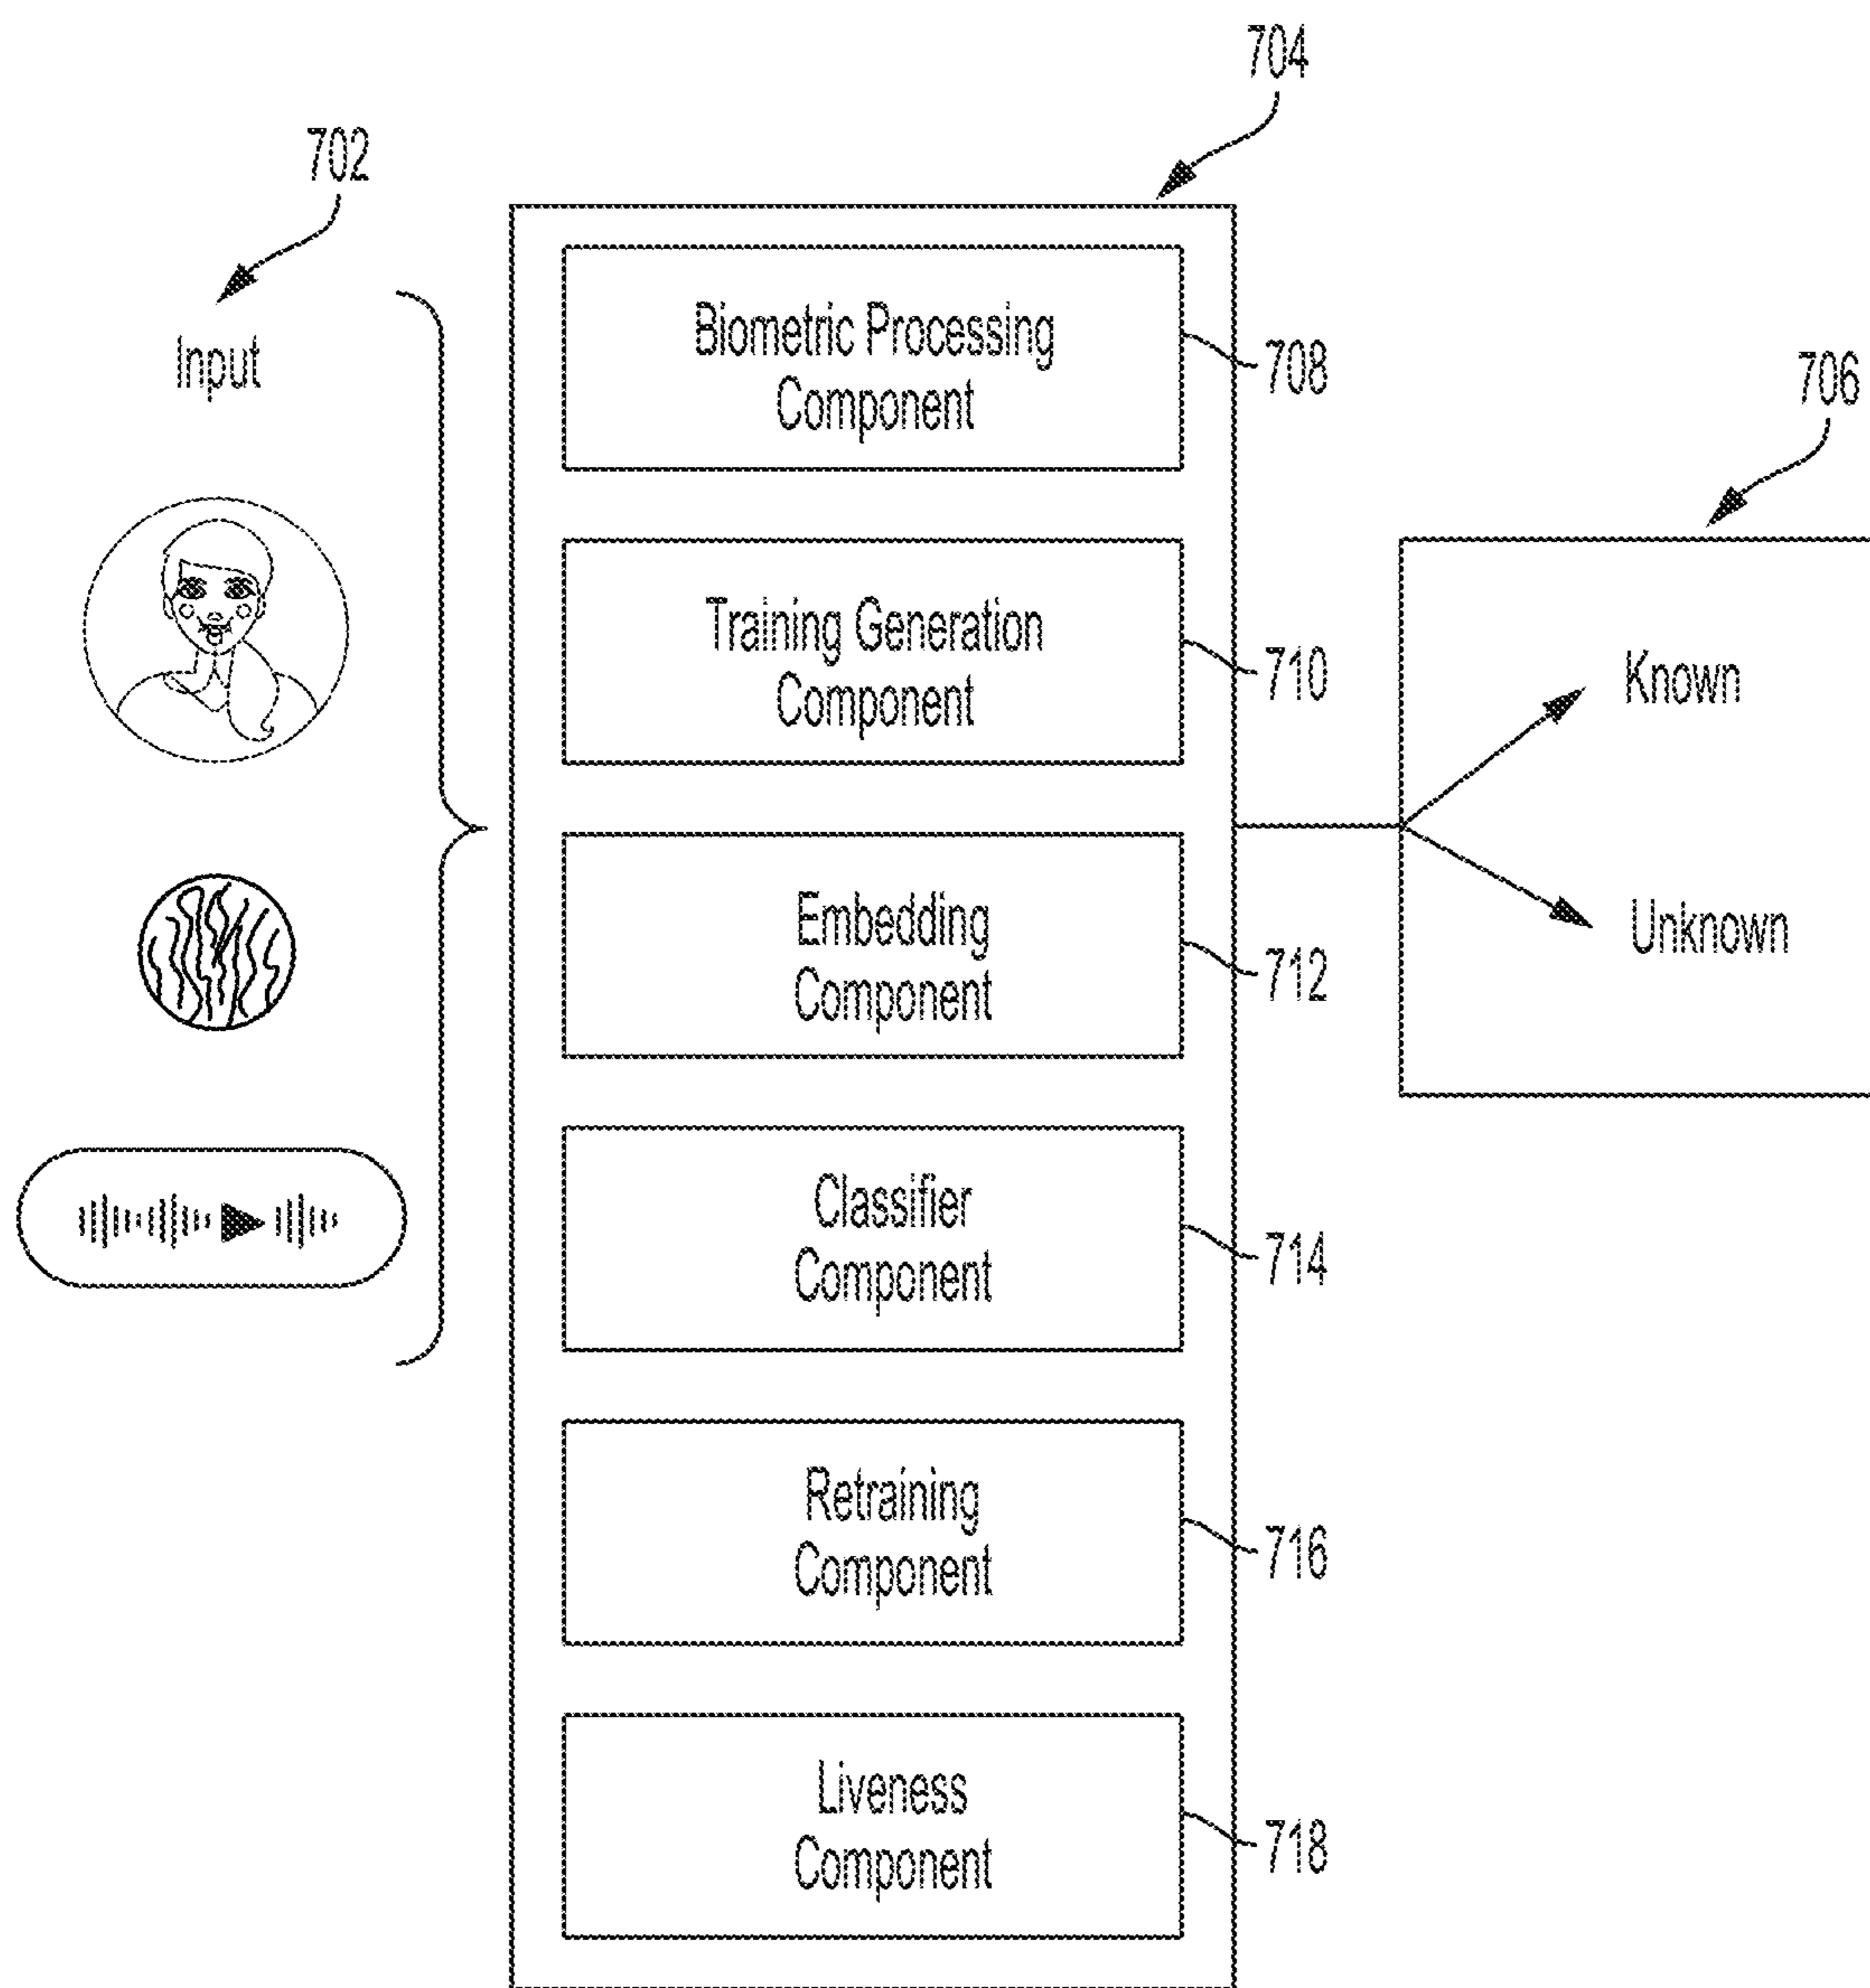 704
702
Input
Biometric Processing
Component
708
706
Training Generation
Component
710
Known
Embedding
Component
712
Unknown
Classifier
Component
714
Retraining
Component
716
Liveness
Component
718